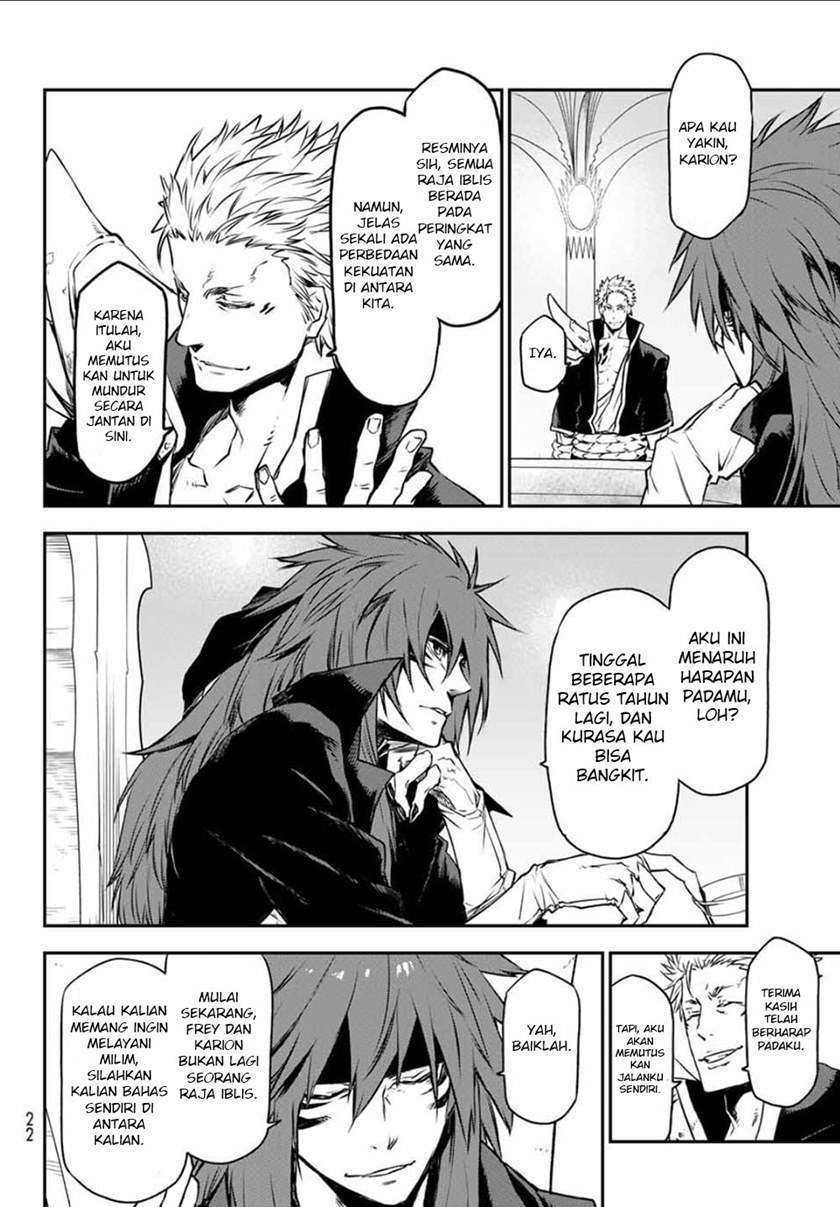 APA KAU
YAKIN,
KARION?
IYA.
RESMINYA
SIH, SEMUA
RAJA IBLIS
BERADA
PADA
PERINGKAT
YANG
SAMA.
NAMUN,
JELAS
SEKALI ADA
PERBEDAAN
KEKUATAN
DI ANTARA
KITA.
KARENA
ITULAH,
AKU
MEMUTUS
KAN UNTUK
MUNDUR
SECARA
JANTAN DI
SINI.
AKU INI
MENARUH
HARAPAN
PADAMU,
LOH?
TINGGAL
BEBERAPA
RATUS TAHUN
LAGI, DAN
KURASA KAU
BISA
BANGKIT.
TERIMA
KASIH
TELAH
BERHARAP
PADAKU.
TAPI, AKU
AKAN
MEMUTUS
KAN
JALANKU
SENDIRI.
YAH,
BAIKLAH.
MULAI
SEKARANG,
FREY DAN
KARION
BUKAN LAGI
SEORANG
RAJA IBLIS.
KALAU KALIAN
MEMANG INGIN
MELAYANI
MILIM,
SILAHKAN
KALIAN BAHAS
SENDIRI DI
ANTARA
KALIAN.
22